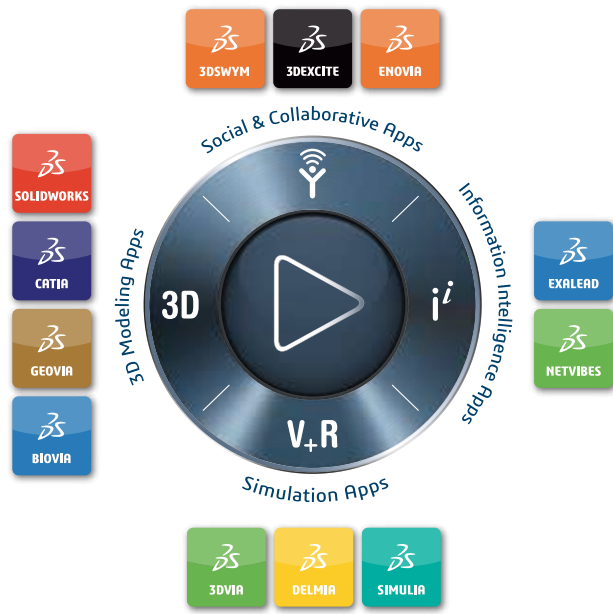 3DSWYM
3DEXCITE
ENOVIA
Social & Collaborative Apps
SOLIDWORKS
CATIA
GEOVIA
BIOVIA
3D Modeling Apps
3D
i i
Information Intelligence Apps
EXALEAD
NETVIBES
V+R
Simulation Apps
3DVIA
DELMIA
SIMULIA